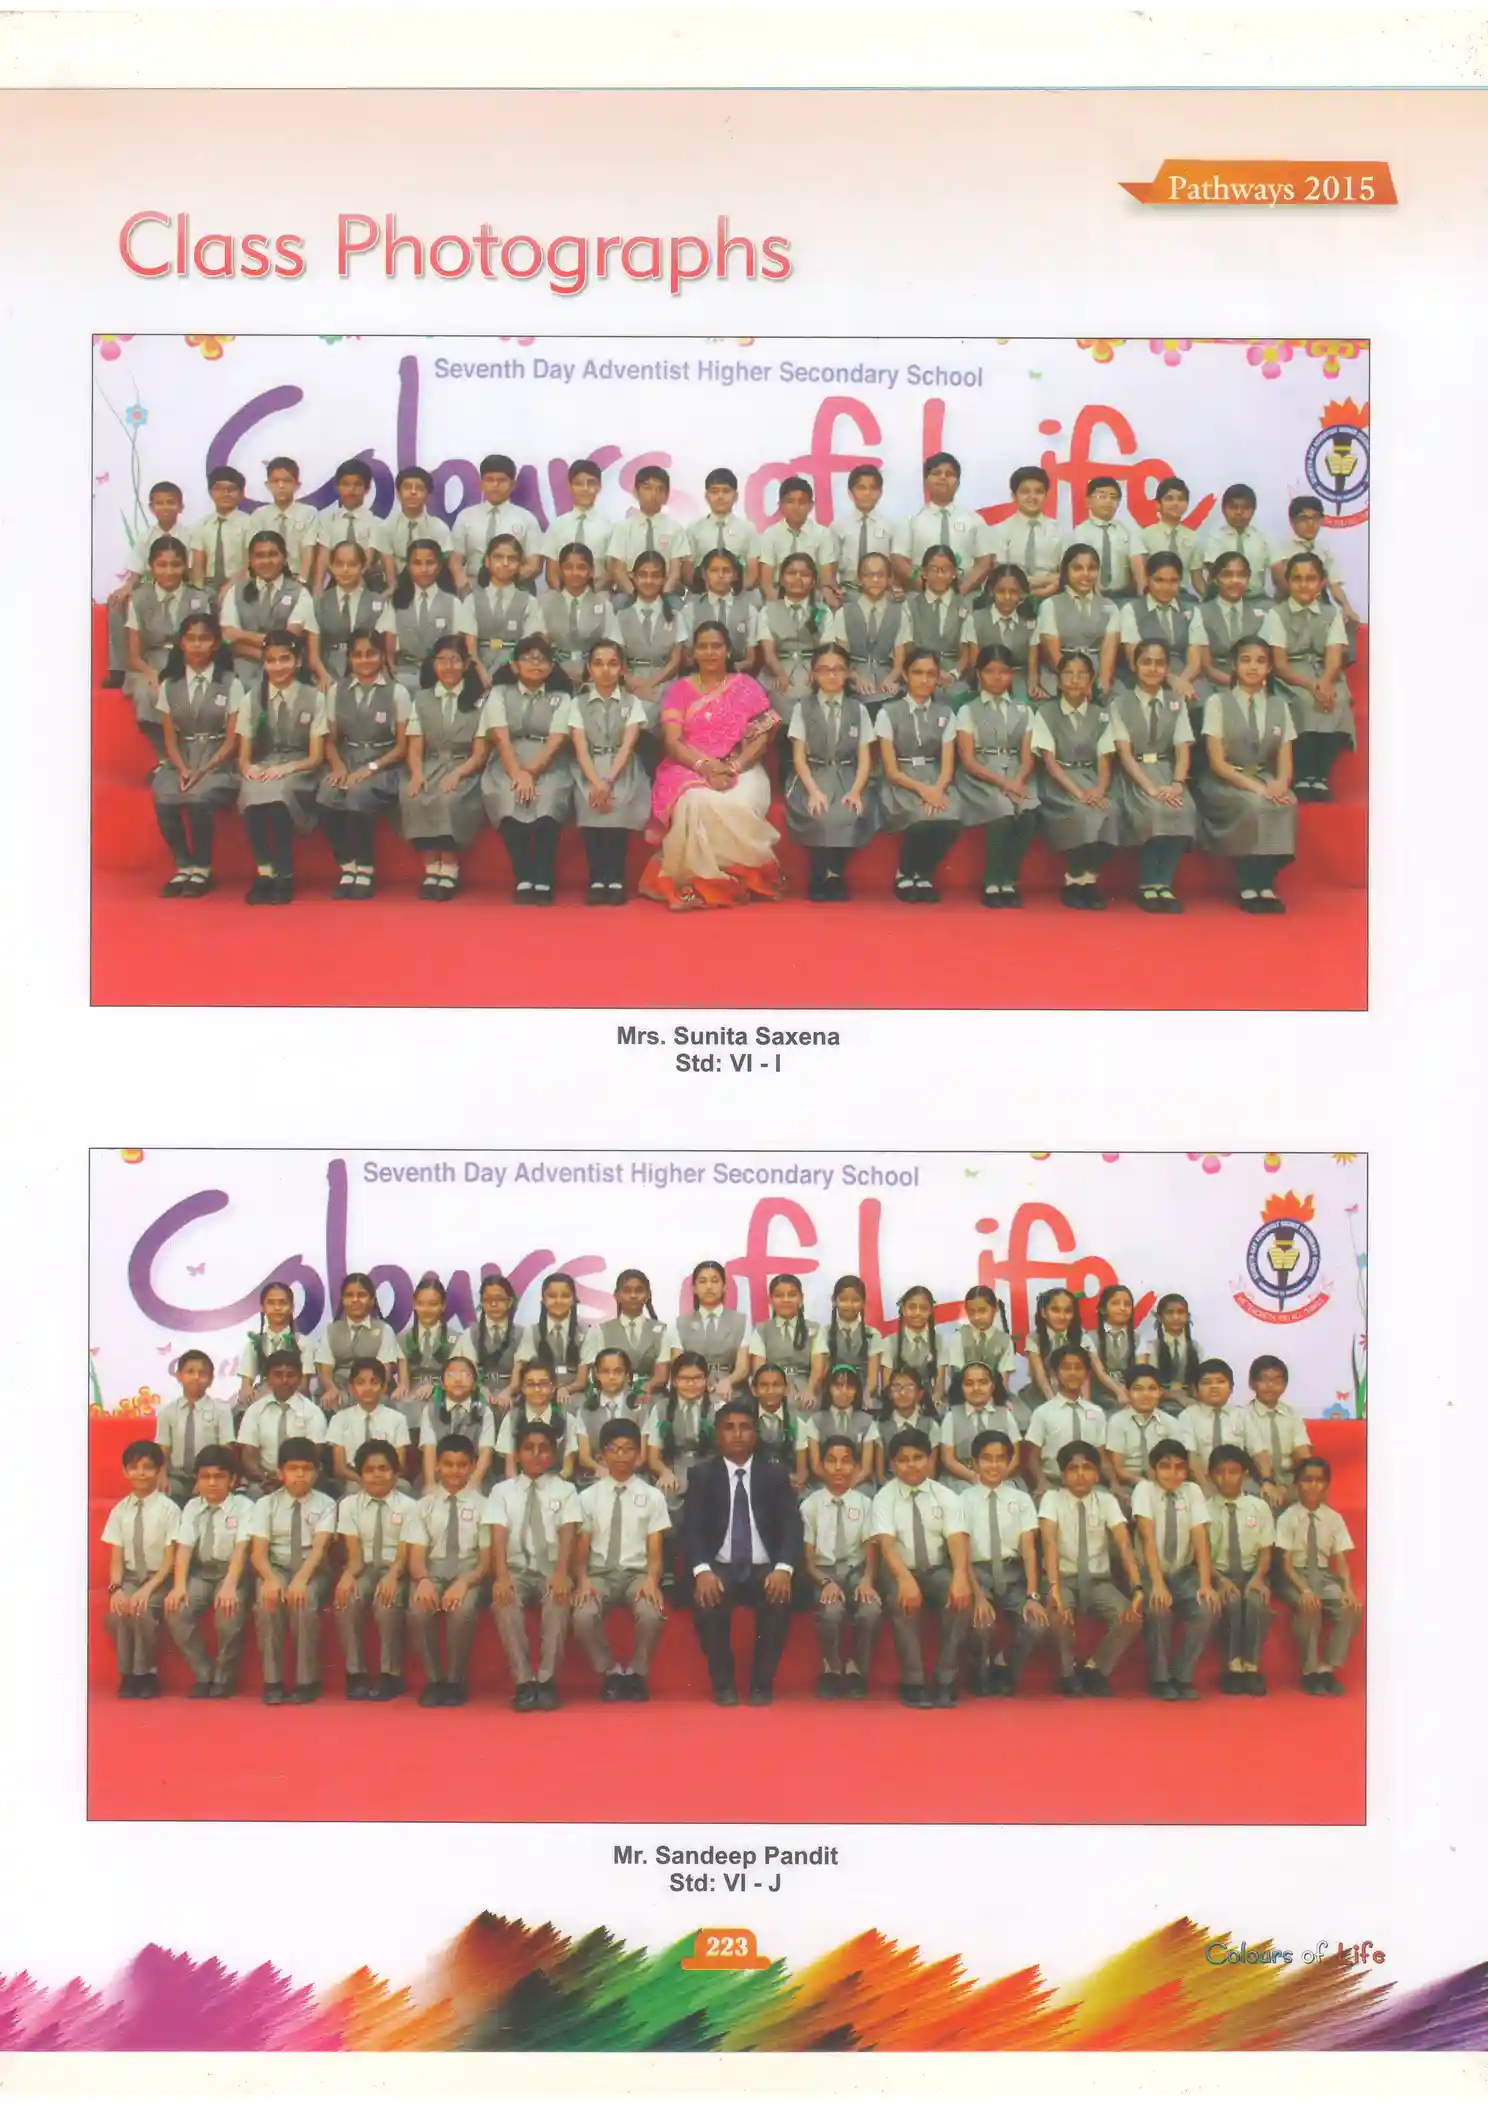 Pathways 2015
Class Photographs
Seventh Day Adventist Higher Secondary School
Colours of Life
Mrs. Sunita Saxena
Std: VI - I
Seventh Day Adventist Higher Secondary School
Colours of Life
Mr. Sandeep Pandit
Std: VI - J
223
Colours of Life